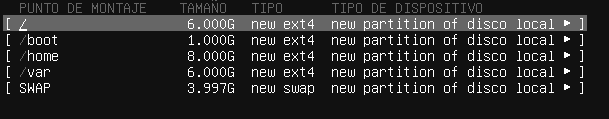 PUNTO DE MONTAJE TAMAÑO TIPO TIPO DE DISPOSITIVO
[ / 6.000G new ext4 new partition of disco local ▸ ]
[ /boot 1.000G new ext4 new partition of disco local ▸ ]
[ /home 8.000G new ext4 new partition of disco local ▸ ]
[ /var 6.000G new ext4 new partition of disco local ▸ ]
[ SWAP 3.997G new swap new partition of disco local ▸ ]